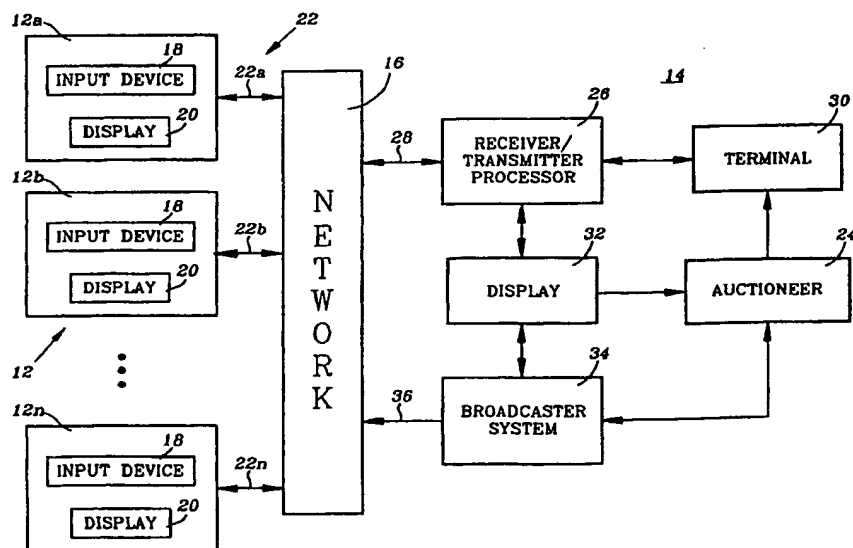 12a
18
INPUT DEVICE
20
DISPLAY
22a
22
12b
18
INPUT DEVICE
20
DISPLAY
22b
12
12n
18
INPUT DEVICE
20
DISPLAY
22n
16
NETWORK
14
28
26
RECEIVER/
TRANSMITTER
PROCESSOR
30
TERMINAL
32
DISPLAY
24
AUCTIONEER
34
BROADCASTER
SYSTEM
36